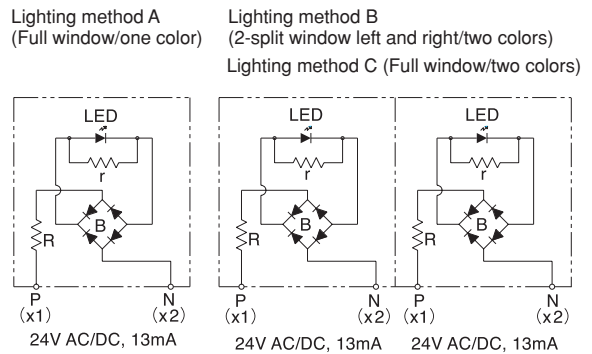 Lighting method A
(Full window/one color)
Lighting method B
(2-split window left and right/two colors)
Lighting method C (Full window/two colors)
LED
r
B
R
P
(x1)
N
(x2)
24V AC/DC, 13mA
LED
r
B
R
P
(x1)
N
(x2)
24V AC/DC, 13mA
LED
r
B
R
P
(x1)
N
(x2)
24V AC/DC, 13mA